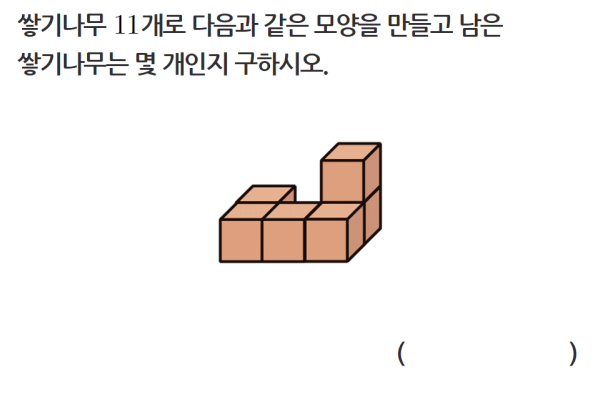 쌓기나무 11개로 다음과 같은 모양을 만들고 남은
쌓기나무는 몇 개인지 구하시오.
(                    )